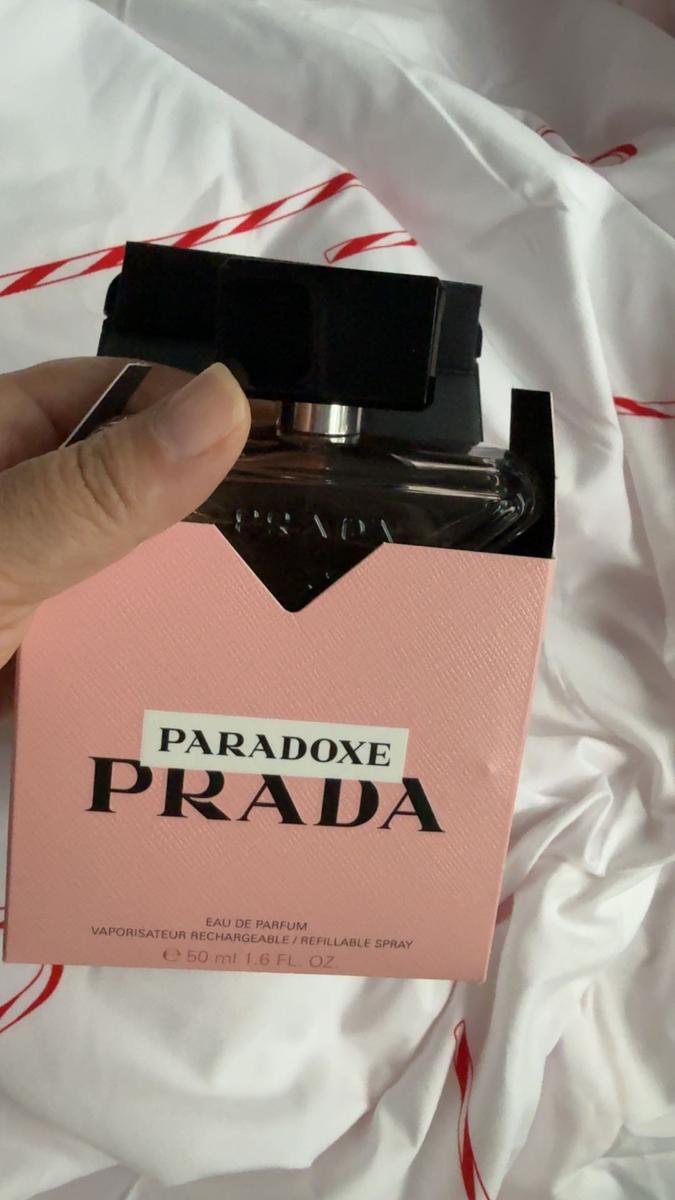 PRADA
PARADOXE
PRADA
EAU DE PARFUM
VAPORISATEUR RECHARGEABLE / REFILLABLE SPRAY
℮ 50 ml 1.6 FL. OZ.